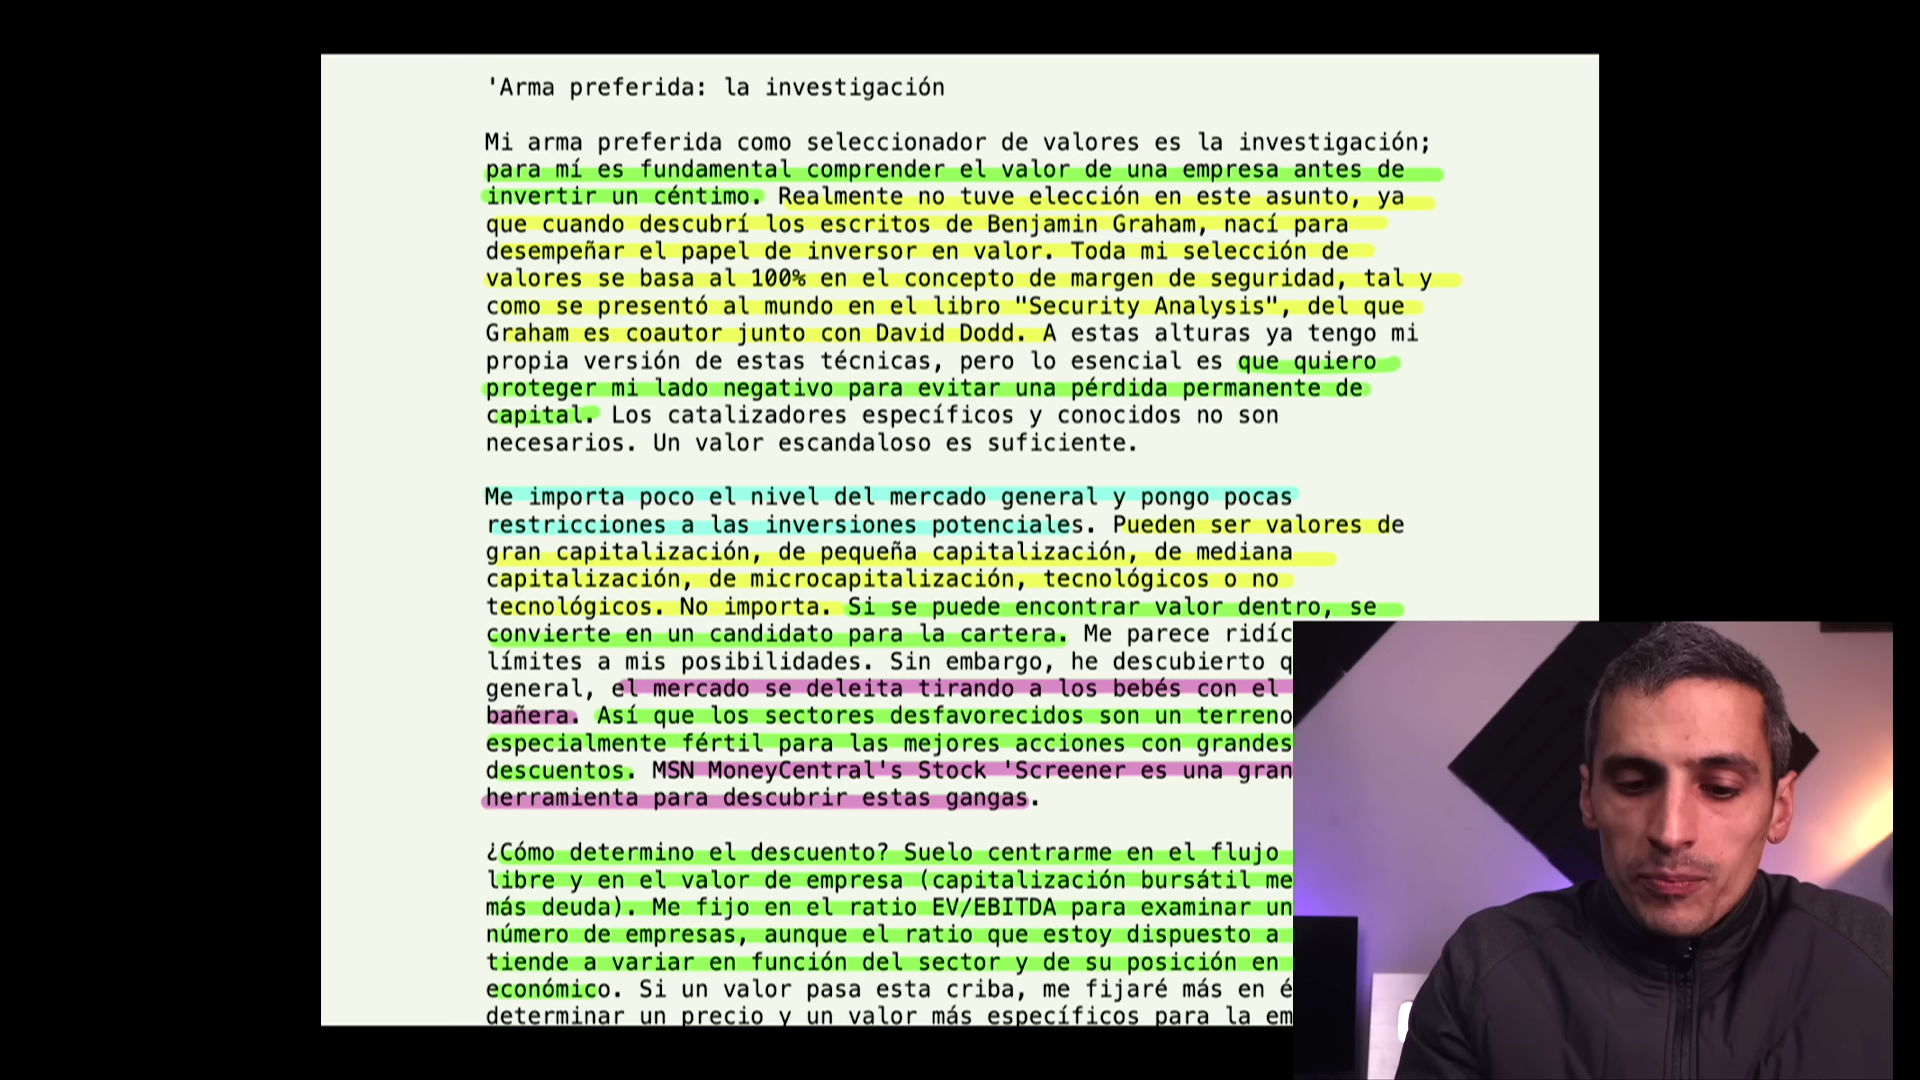 'Arma preferida: la investigación
Mi arma preferida como seleccionador de valores es la investigación;
para mí es fundamental comprender el valor de una empresa antes de
invertir un céntimo. Realmente no tuve elección en este asunto, ya
que cuando descubrí los escritos de Benjamin Graham, nací para
desempeñar el papel de inversor en valor. Toda mi selección de
valores se basa al 100% en el concepto de margen de seguridad, tal y
como se presentó al mundo en el libro "Security Analysis", del que
Graham es coautor junto con David Dodd. A estas alturas ya tengo mi
propia versión de estas técnicas, pero lo esencial es que quiero
proteger mi lado negativo para evitar una pérdida permanente de
capital. Los catalizadores específicos y conocidos no son
necesarios. Un valor escandaloso es suficiente.
Me importa poco el nivel del mercado general y pongo pocas
restricciones a las inversiones potenciales. Pueden ser valores de
gran capitalización, de pequeña capitalización, de mediana
capitalización, de microcapitalización, tecnológicos o no
tecnológicos. No importa. Si se puede encontrar valor dentro, se
convierte en un candidato para la cartera. Me parece
límites a mis posibilidades. Sin embargo, he descubierto
general, el mercado se deleita tirando a los bebés con el
bañera. Así que los sectores desfavorecidos son un terreno
especialmente fértil para las mejores acciones con grandes
descuentos. MSN MoneyCentral's Stock 'Screener es una gran
herramienta para descubrir estas gangas.
¿Cómo determino el descuento? Suelo centrarme en el flujo
libre y en el valor de empresa (capitalización bursátil
más deuda). Me fijo en el ratio EV/EBITDA para examinar un
número de empresas, aunque el ratio que estoy dispuesto a
tiende a variar en función del sector y de su posición en
económico. Si un valor pasa esta criba, me fijaré más en
determinar un precio y un valor más específicos para la